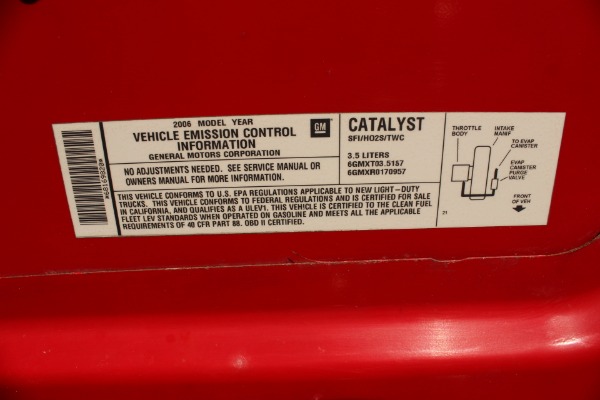 2006 MODEL YEAR
VEHICLE EMISSION CONTROL
INFORMATION
GENERAL MOTORS CORPORATION
GM
NO ADJUSTMENTS NEEDED. SEE SERVICE MANUAL OR
OWNERS MANUAL FOR MORE INFORMATION.
CATALYST
SFI/HO2S/TWC
3.5 LITERS
6GMXT03.5157
6GMXR0170957
THIS VEHICLE CONFORMS TO U.S. EPA REGULATIONS APPLICABLE TO NEW LIGHT-DUTY
TRUCKS. THIS VEHICLE CONFORMS TO FEDERAL REGULATIONS AND IS CERTIFIED FOR SALE
IN CALIFORNIA, AND QUALIFIES AS A ULEV1. THIS VEHICLE IS CERTIFIED TO THE CLEAN FUEL
FLEET LEV STANDARDS WHEN OPERATED ON GASOLINE AND MEETS ALL THE APPLICABLE
REQUIREMENTS OF 40 CFR PART 88. OBD II CERTIFIED.
THROTTLE
BODY
INTAKE
MANIF
TO EVAP
CANISTER
EVAP
CANISTER
PURGE
VALVE
FRONT
OF VEH
21